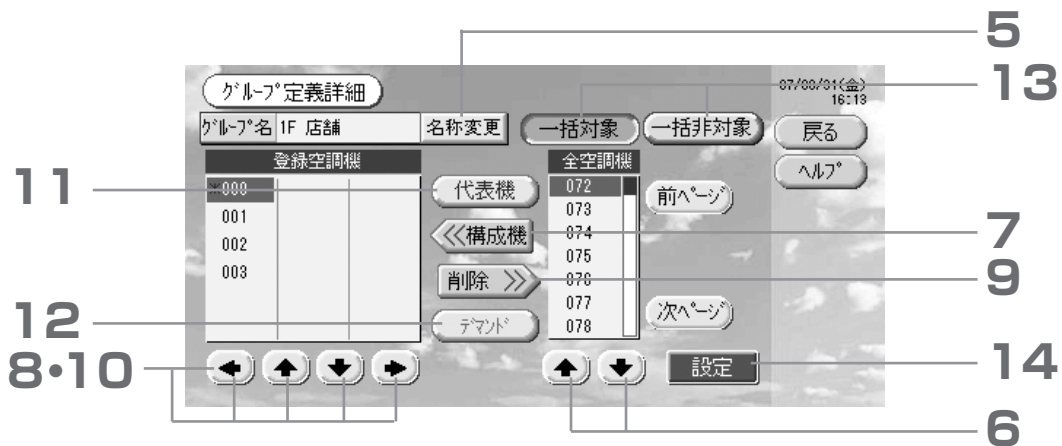 5
13
グループ定義詳細
07/08/31(金)
16:13
グループ名 1F 店舗 名称変更 一括対象 一括非対象 戻る
登録空調機 全空調機 ヘルプ
11
※000 代表機 072 前ページ
001 073
002 <<構成機 074 7
003 075
削除 >> 076 9
077 次ページ
12
デマンド 078
8・10
設定 14
6